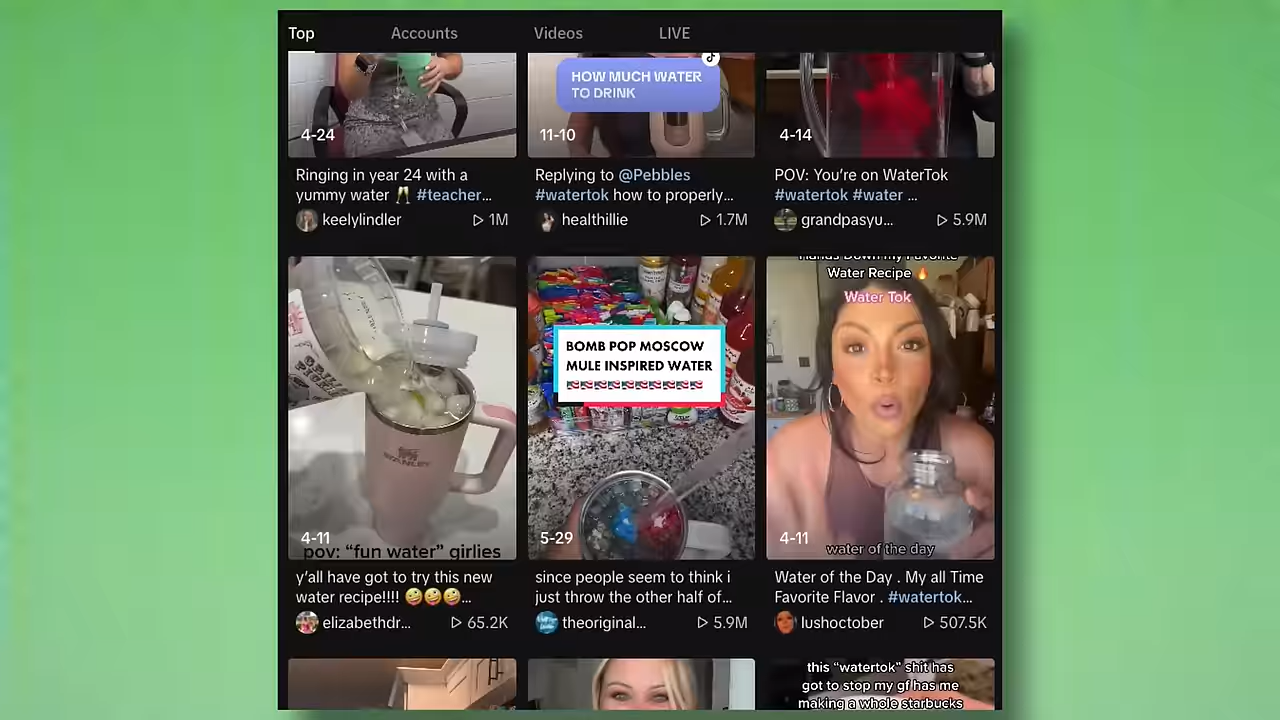 Top Accounts Videos LIVE
HOW MUCH WATER
TO DRINK
4-24 11-10 4-14
Ringing in year 24 with a
yummy water 🥂 #teacher...
keelylindler 1M
Replying to @Pebbles
#watertok how to properly...
healthillie 1.7M
POV: You're on WaterTok
#watertok #water ...
grandpasyu... 5.9M
STANLEY
4-11
pov: “fun water” girlies
y'all have got to try this new
water recipe!!!! 🤪🤪🤪...
elizabethdr... 65.2K
BOMB POP MOSCOW
MULE INSPIRED WATER
5-29
since people seem to think i
just throw the other half of...
theoriginal... 5.9M
Hands Down my Favorite
Water Recipe 🔥
Water Tok
4-11
water of the day
Water of the Day . My all Time
Favorite Flavor . #watertok...
lushoctober 507.5K
this “watertok” shit has
got to stop my gf has me
making a whole starbucks